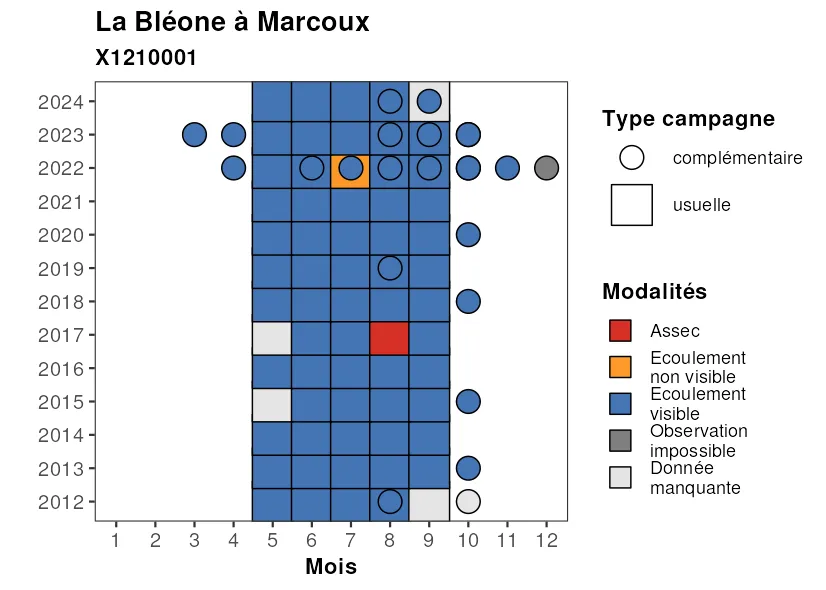 La Bléone à Marcoux
X1210001
2024
2023
2022
2021
2020
2019
2018
2017
2016
2015
2014
2013
2012
1 2 3 4 5 6 7 8 9 10 11 12
Mois
Type campagne
complémentaire
usuelle
Modalités
Assec
Ecoulement
non visible
Ecoulement
visible
Observation
impossible
Donnée
manquante